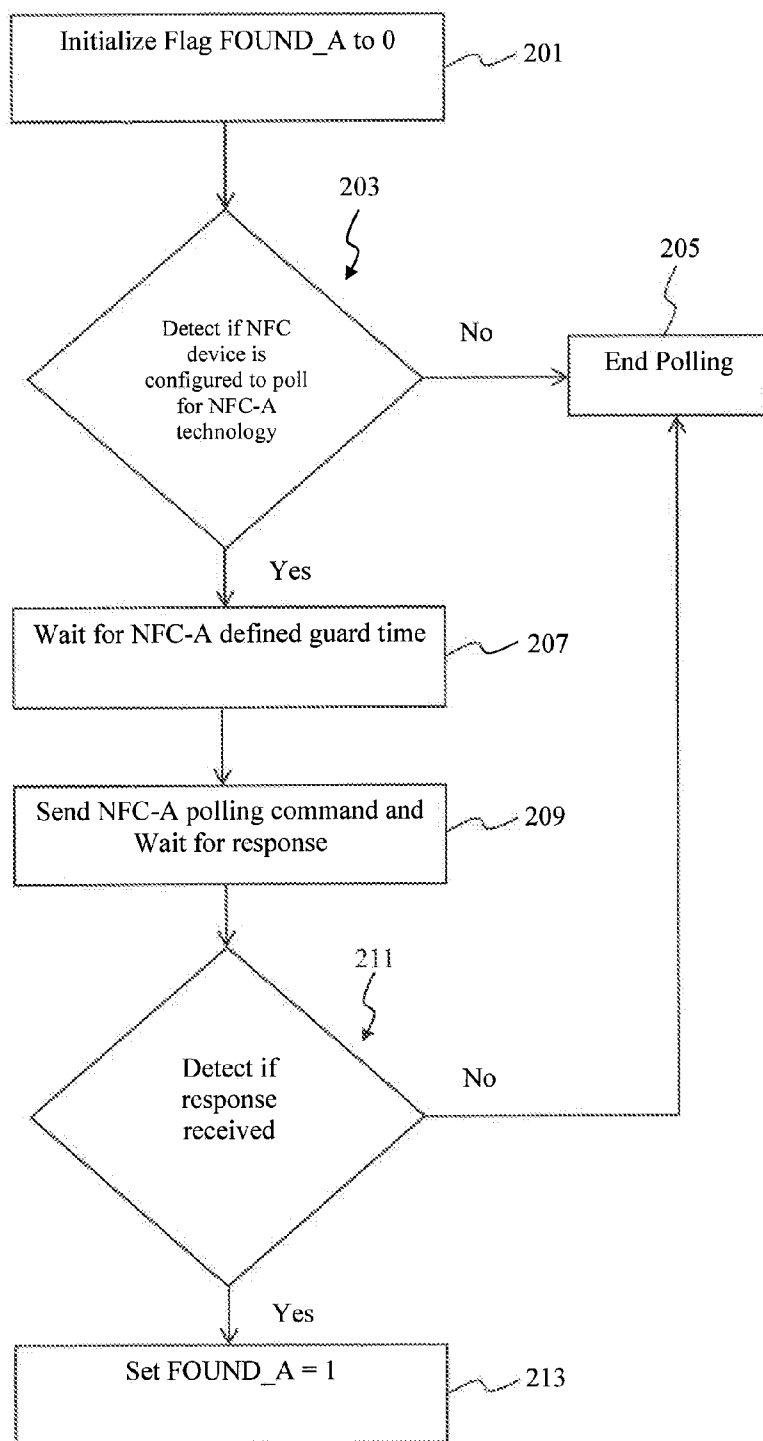 Initialize Flag FOUND_A to 0
201
203
Detect if NFC
device is
configured to poll
for NFC-A
technology
No
205
End Polling
Yes
Wait for NFC-A defined guard time
207
Send NFC-A polling command and
Wait for response
209
211
Detect if
response
received
No
Yes
Set FOUND_A = 1
213